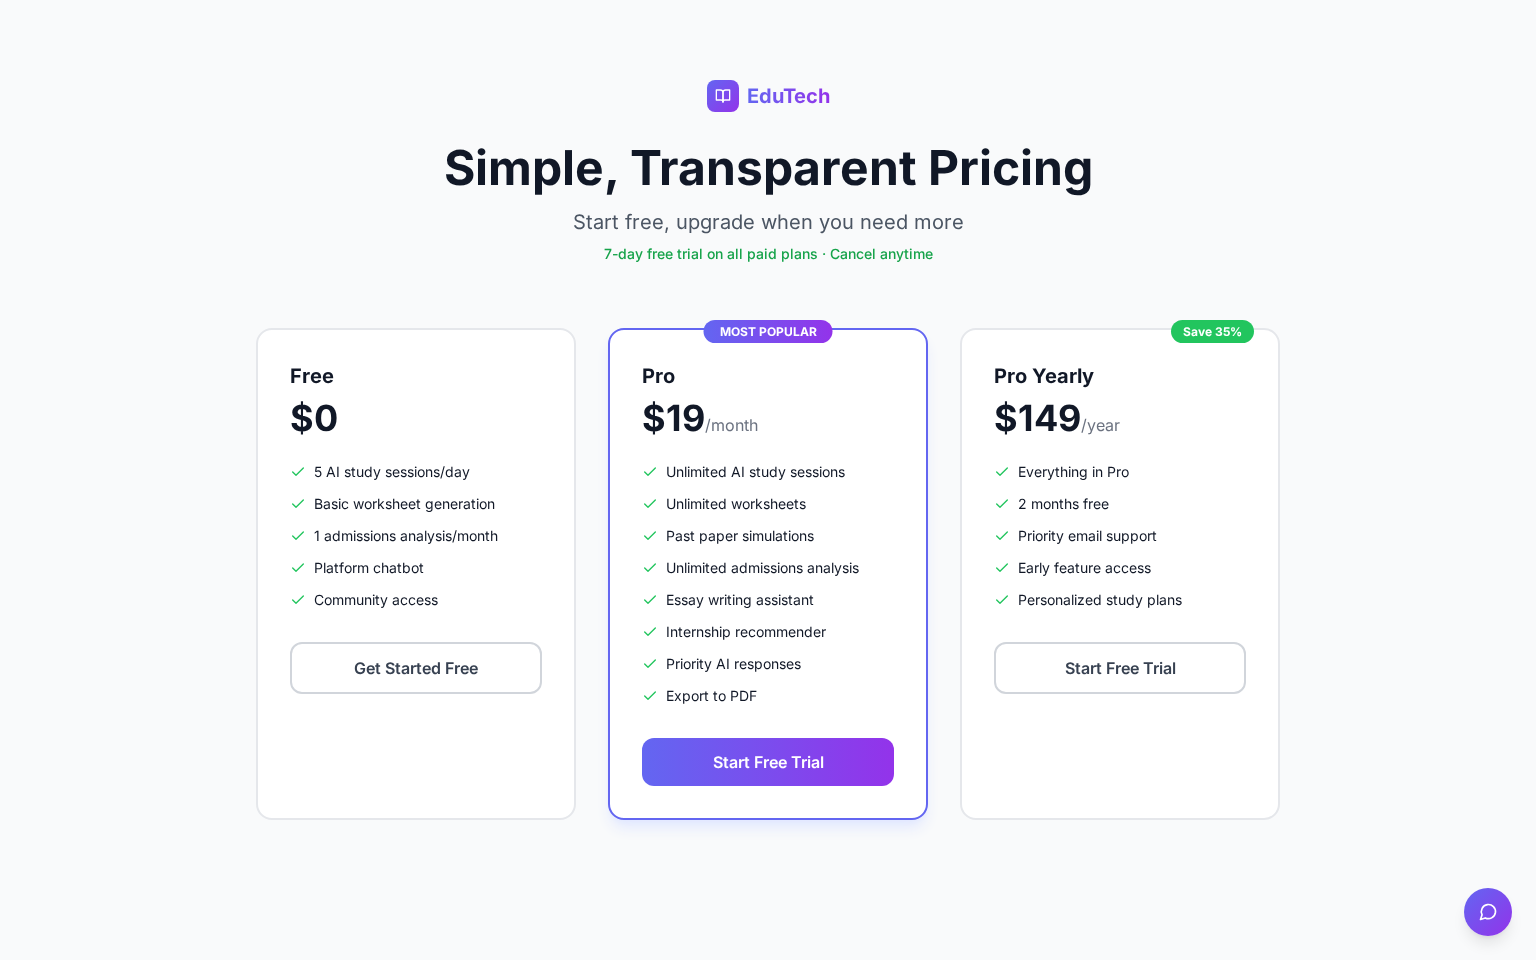 EduTech
Simple, Transparent Pricing
Start free, upgrade when you need more
7-day free trial on all paid plans · Cancel anytime
Free
$0
5 AI study sessions/day
Basic worksheet generation
1 admissions analysis/month
Platform chatbot
Community access
Get Started Free
MOST POPULAR
Pro
$19/month
Unlimited AI study sessions
Unlimited worksheets
Past paper simulations
Unlimited admissions analysis
Essay writing assistant
Internship recommender
Priority AI responses
Export to PDF
Start Free Trial
Save 35%
Pro Yearly
$149/year
Everything in Pro
2 months free
Priority email support
Early feature access
Personalized study plans
Start Free Trial